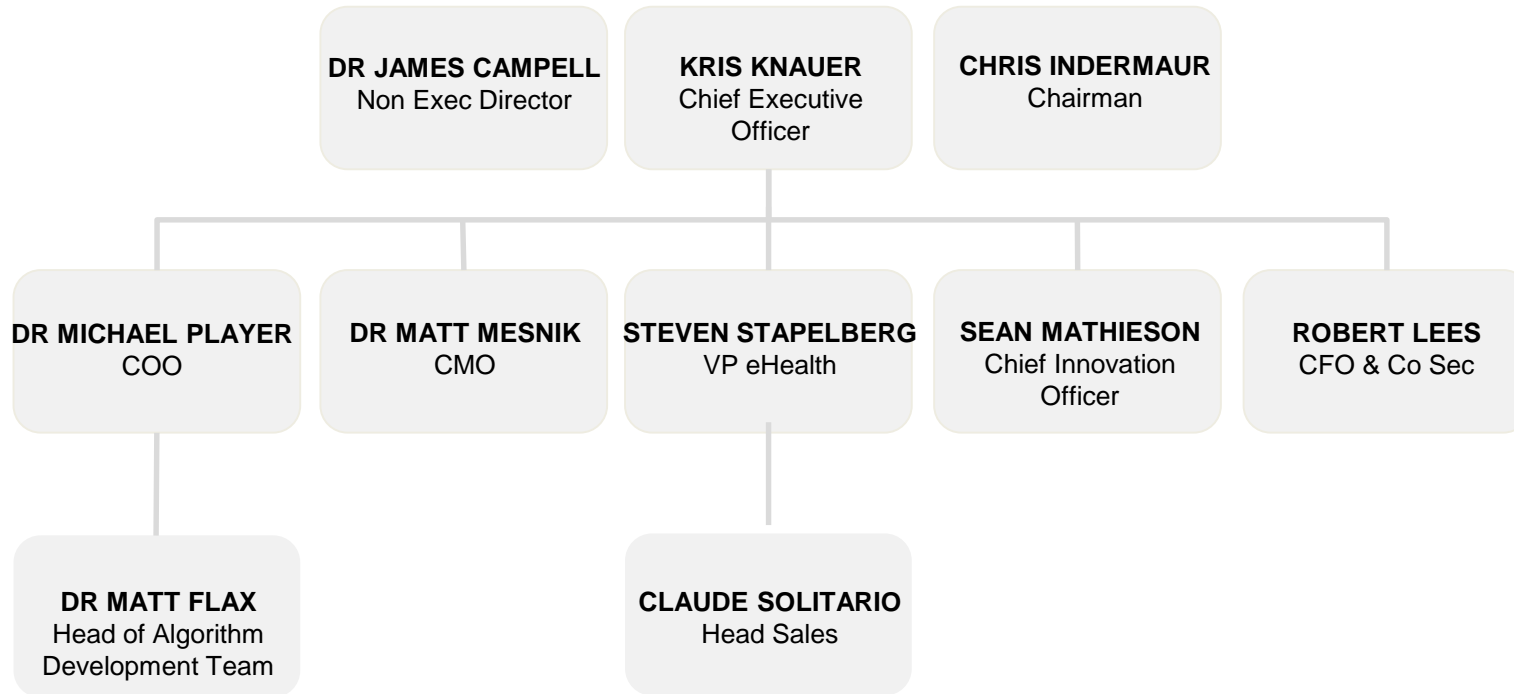 DR JAMES CAMPELL
Non Exec Director
KRIS KNAUER
Chief Executive
Officer
CHRIS INDERMAUR
Chairman
DR MICHAEL PLAYER
COO
DR MATT MESNIK
CMO
STEVEN STAPELBERG
VP eHealth
SEAN MATHIESON
Chief Innovation
Officer
ROBERT LEES
CFO & Co Sec
DR MATT FLAX
Head of Algorithm
Development Team
CLAUDE SOLITARIO
Head Sales